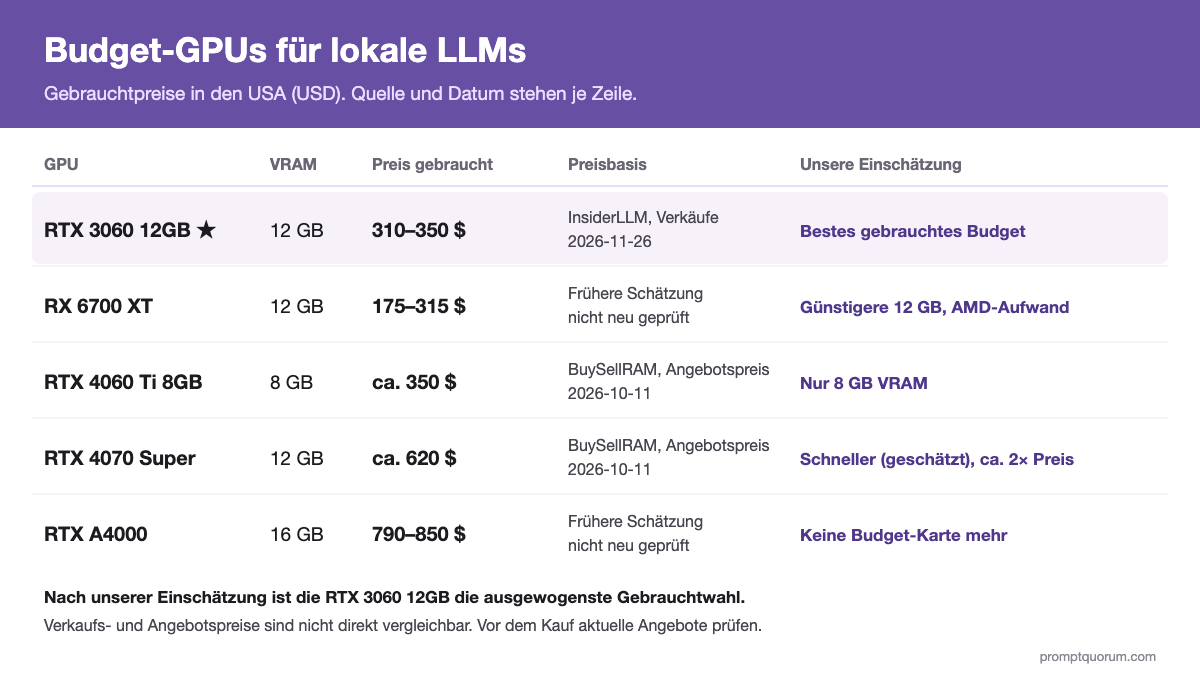 Budget-GPUs für lokale LLMs
Gebrauchtpreise in den USA (USD). Quelle und Datum stehen je Zeile.
GPU VRAM Preis gebraucht Preisbasis Unsere Einschätzung
RTX 3060 12GB ★ 12 GB 310–350 $ InsiderLLM, Verkäufe
2026-11-26 Bestes gebrauchtes Budget
RX 6700 XT 12 GB 175–315 $ Frühere Schätzung
nicht neu geprüft Günstigere 12 GB, AMD-Aufwand
RTX 4060 Ti 8GB 8 GB ca. 350 $ BuySellRAM, Angebotspreis
2026-10-11 Nur 8 GB VRAM
RTX 4070 Super 12 GB ca. 620 $ BuySellRAM, Angebotspreis
2026-10-11 Schneller (geschätzt), ca. 2× Preis
RTX A4000 16 GB 790–850 $ Frühere Schätzung
nicht neu geprüft Keine Budget-Karte mehr
Nach unserer Einschätzung ist die RTX 3060 12GB die ausgewogenste Gebrauchtwahl.
Verkaufs- und Angebotspreise sind nicht direkt vergleichbar. Vor dem Kauf aktuelle Angebote prüfen.
promptquorum.com